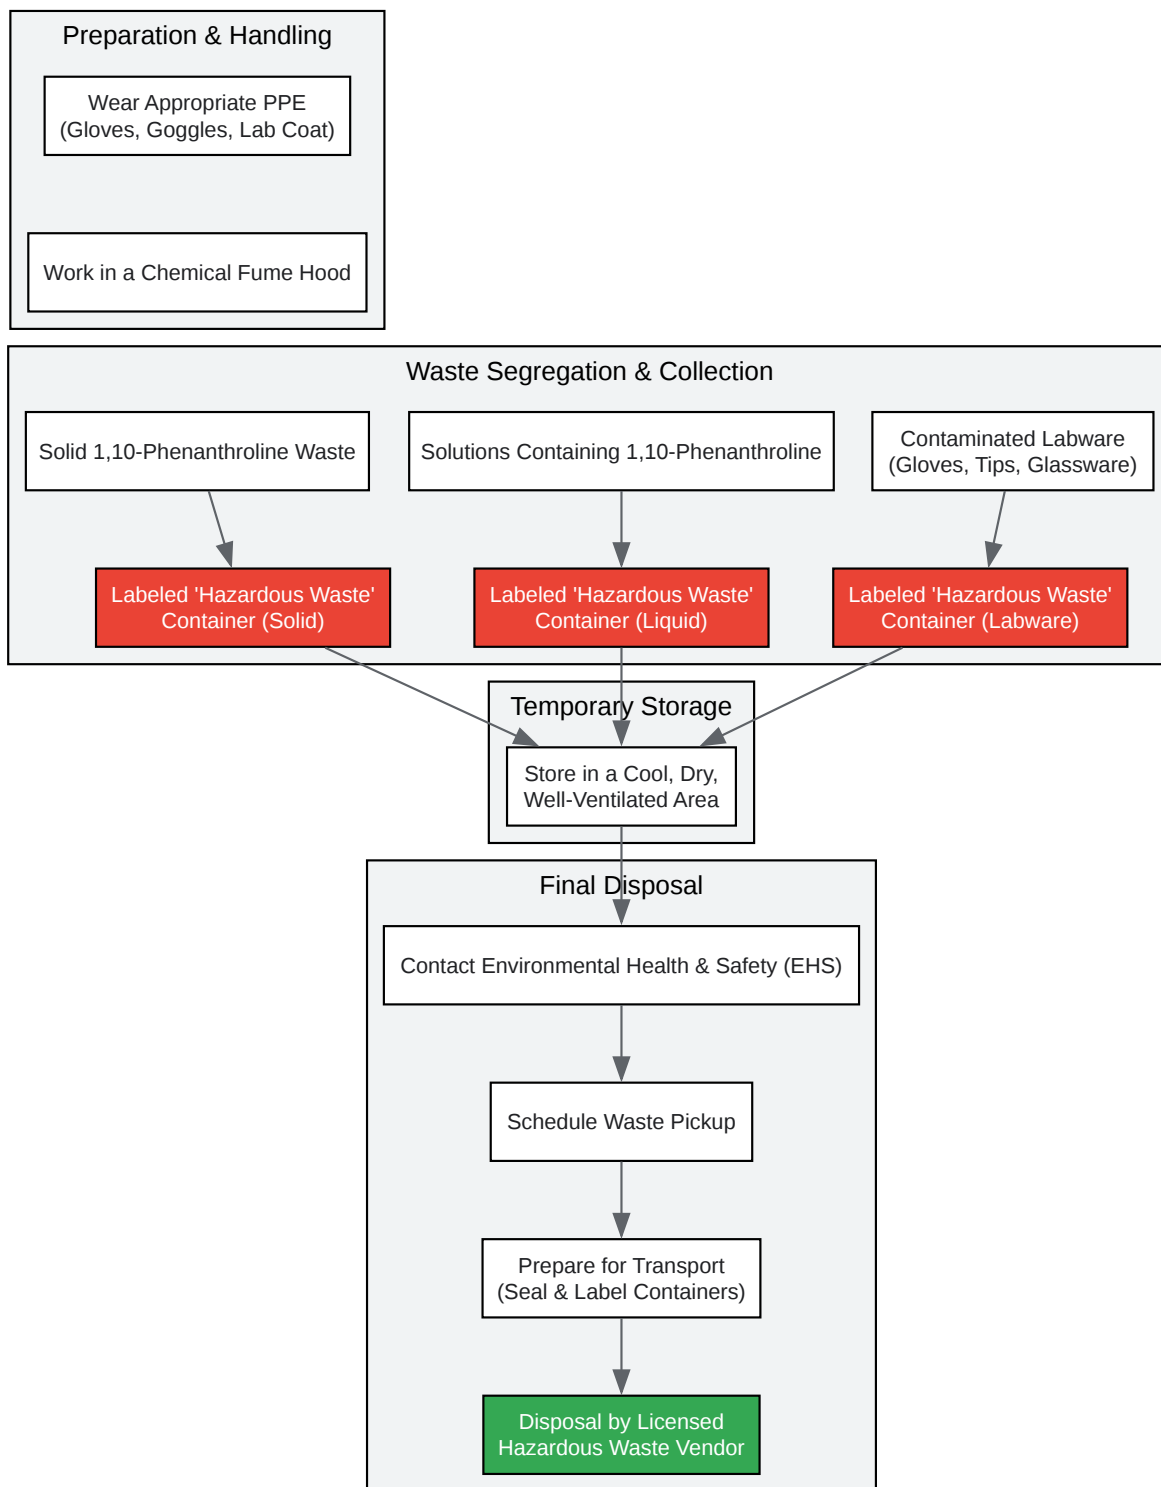 Preparation & Handling
Wear Appropriate PPE
(Gloves, Goggles, Lab Coat)
Work in a Chemical Fume Hood
Waste Segregation & Collection
Solid 1,10-Phenanthroline Waste
Solutions Containing 1,10-Phenanthroline
Contaminated Labware
(Gloves, Tips, Glassware)
Labeled 'Hazardous Waste'
Container (Solid)
Labeled 'Hazardous Waste'
Container (Liquid)
Labeled 'Hazardous Waste'
Container (Labware)
Temporary Storage
Store in a Cool, Dry,
Well-Ventilated Area
Final Disposal
Contact Environmental Health & Safety (EHS)
Schedule Waste Pickup
Prepare for Transport
(Seal & Label Containers)
Disposal by Licensed
Hazardous Waste Vendor